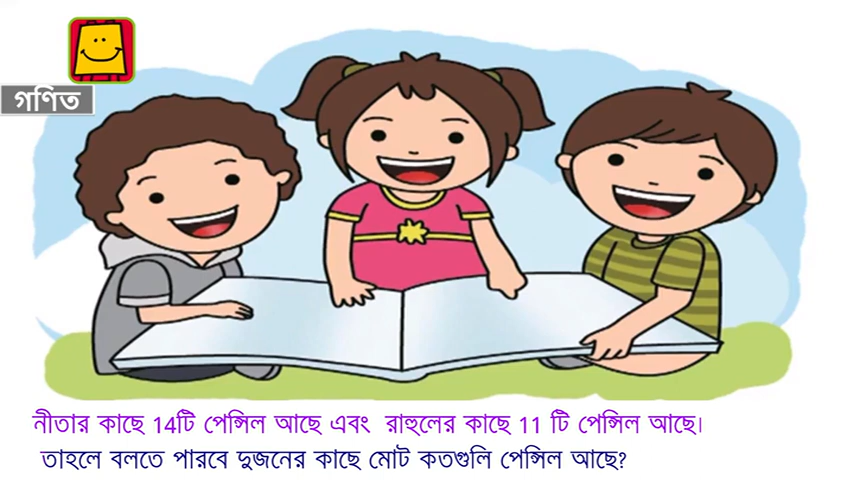 গণিত
নীতার কাছে 14টি পেন্সিল আছে এবং রাহুলের কাছে 11 টি পেন্সিল আছে।
তাহলে বলতে পারবে দুজনের কাছে মোট কতগুলি পেন্সিল আছে?